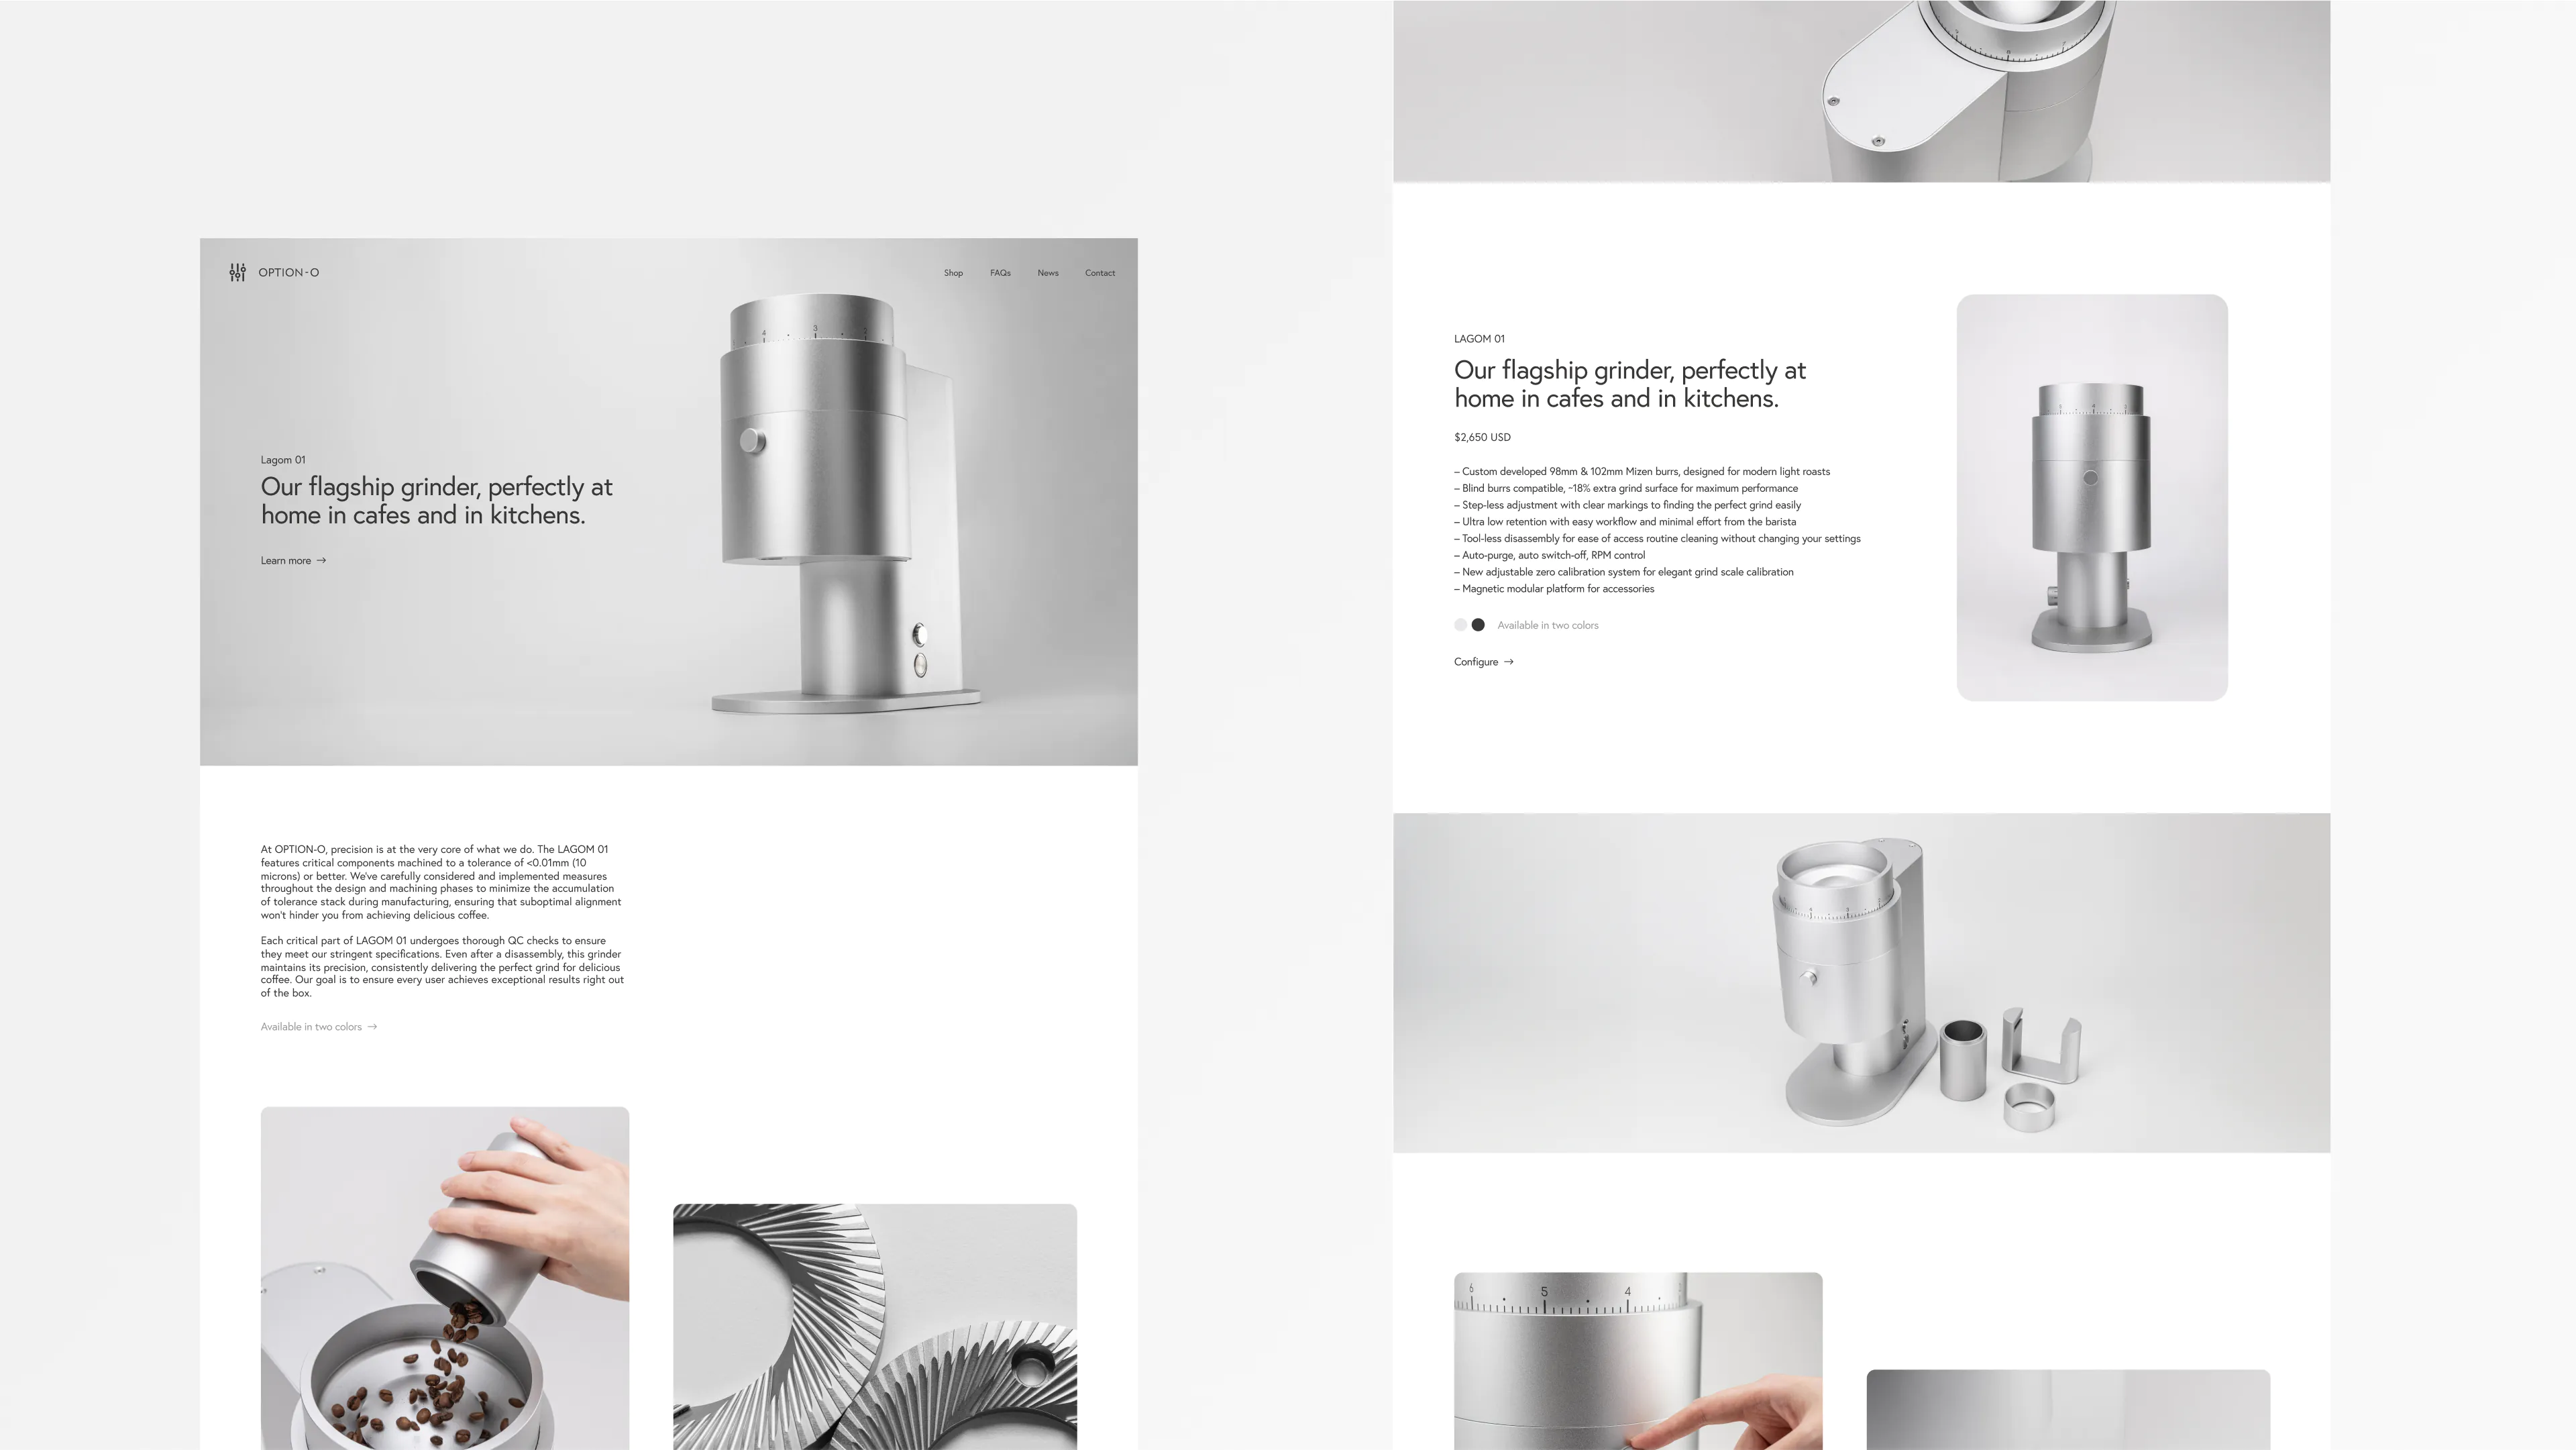 OPTION-O
Shop FAQs News Contact
4 3 2
Lagom 01
Our flagship grinder, perfectly at
home in cafes and in kitchens.
Learn more →
At OPTION-O, precision is at the very core of what we do. The LAGOM 01
features critical components machined to a tolerance of <0.01mm (10
microns) or better. We've carefully considered and implemented measures
throughout the design and machining phases to minimize the accumulation
of tolerance stack during manufacturing, ensuring that suboptimal alignment
won't hinder you from achieving delicious coffee.
Each critical part of LAGOM 01 undergoes thorough QC checks to ensure
they meet our stringent specifications. Even after a disassembly, this grinder
maintains its precision, consistently delivering the perfect grind for delicious
coffee. Our goal is to ensure every user achieves exceptional results right out
of the box.
Available in two colors →
LAGOM 01
Our flagship grinder, perfectly at
home in cafes and in kitchens.
$2,650 USD
– Custom developed 98mm & 102mm Mizen burrs, designed for modern light roasts
– Blind burrs compatible, ~18% extra grind surface for maximum performance
– Step-less adjustment with clear markings to finding the perfect grind easily
– Ultra low retention with easy workflow and minimal effort from the barista
– Tool-less disassembly for ease of access routine cleaning without changing your settings
– Auto-purge, auto switch-off, RPM control
– New adjustable zero calibration system for elegant grind scale calibration
– Magnetic modular platform for accessories
Available in two colors
Configure →
6 5 4